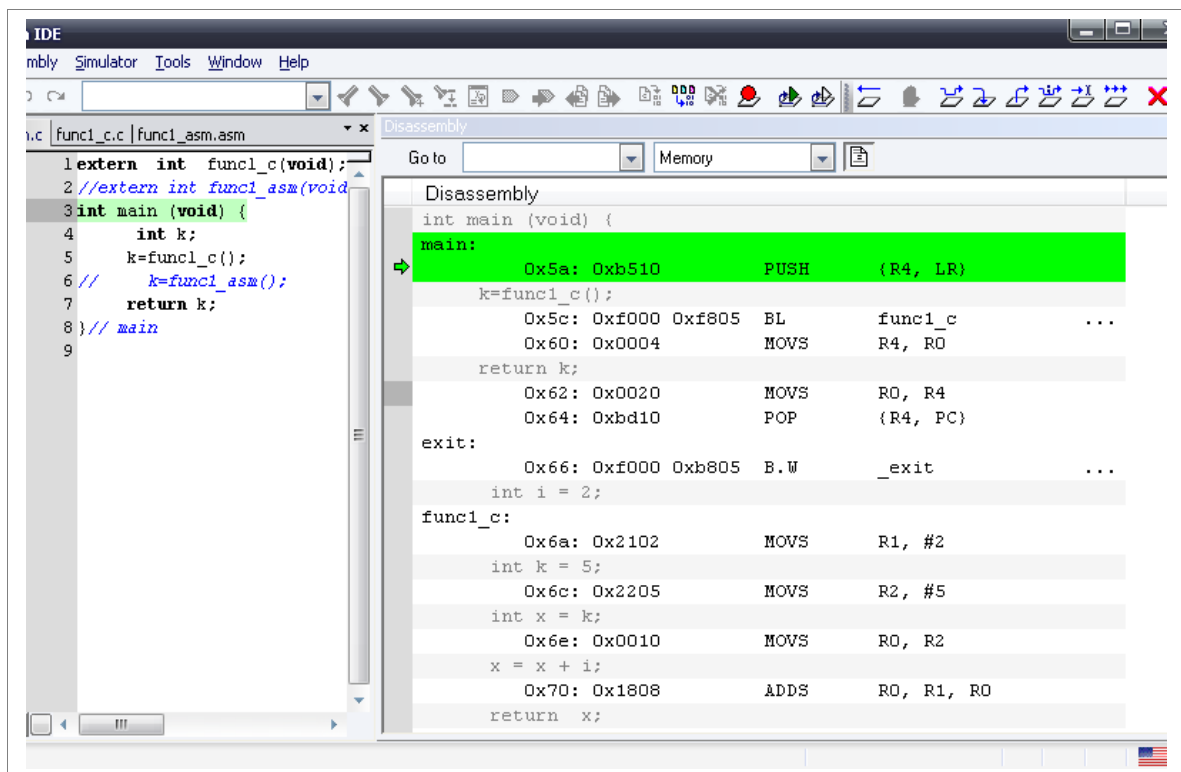 IDE
mbly Simulator Tools Window Help
.c func1_c.c func1_asm.asm
1 extern int func1_c(void);
2 //extern int func1_asm(void
3 int main (void) {
4 int k;
5 k=func1_c();
6 // k=func1_asm();
7 return k;
8 }// main
9
Disassembly
Go to Memory
Disassembly
int main (void) {
main:
0x5a: 0xb510 PUSH {R4, LR}
k=func1_c();
0x5c: 0xf000 0xf805 BL func1_c ...
0x60: 0x0004 MOVS R4, R0
return k;
0x62: 0x0020 MOVS R0, R4
0x64: 0xbd10 POP {R4, PC}
exit:
0x66: 0xf000 0xb805 B.W _exit ...
int i = 2;
func1_c:
0x6a: 0x2102 MOVS R1, #2
int k = 5;
0x6c: 0x2205 MOVS R2, #5
int x = k;
0x6e: 0x0010 MOVS R0, R2
x = x + i;
0x70: 0x1808 ADDS R0, R1, R0
return x;